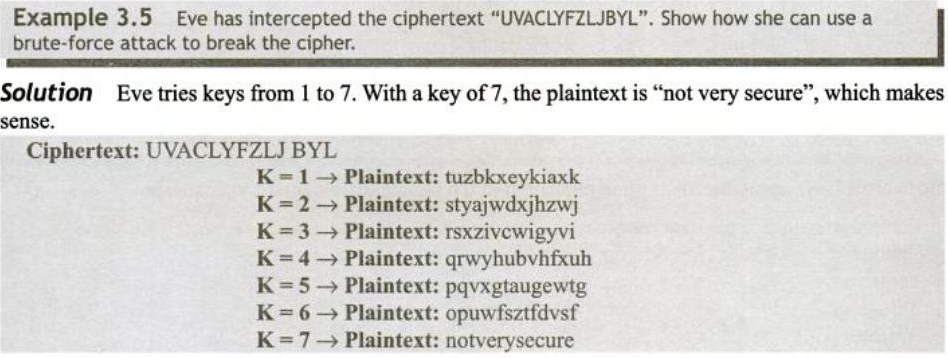 Example 3.5 Eve has intercepted the ciphertext “UVACLYFZLJBYL”. Show how she can use a
brute-force attack to break the cipher.
Solution Eve tries keys from 1 to 7. With a key of 7, the plaintext is “not very secure”, which makes
sense.
Ciphertext: UVACLYFZLJ BYL
K = 1 → Plaintext: tuzbkxeykiaxk
K = 2 → Plaintext: styajwdxjhzwj
K = 3 → Plaintext: rsxzivcwigyvi
K = 4 → Plaintext: qrwyhubvhfxuh
K = 5 → Plaintext: pqvxgtaugewtg
K = 6 → Plaintext: opuwfsztfdvsf
K = 7 → Plaintext: notverysecure